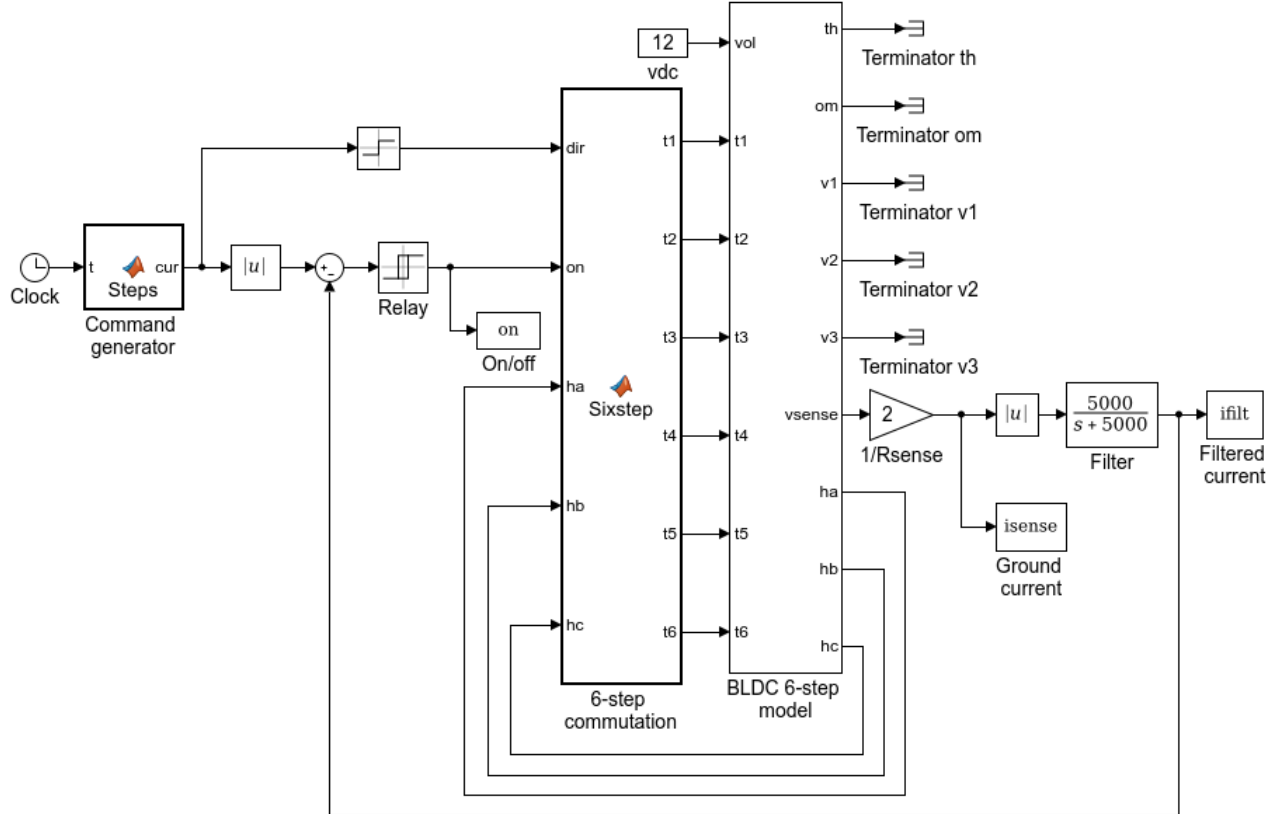 12
vdc
vol
th
Terminator th
om
Terminator om
v1
Terminator v1
v2
Terminator v2
v3
Terminator v3
dir
t1
t1
t
cur
Steps
Clock
Command
generator
|u|
+
-
Relay
on
On/off
on
t2
t2
t3
t3
ha
Sixstep
t4
t4
hb
t5
t5
hc
t6
t6
6-step
commutation
BLDC 6-step
model
vsense
2
1/Rsense
|u|
5000
s + 5000
Filter
ifilt
Filtered
current
isense
Ground
current
ha
hb
hc